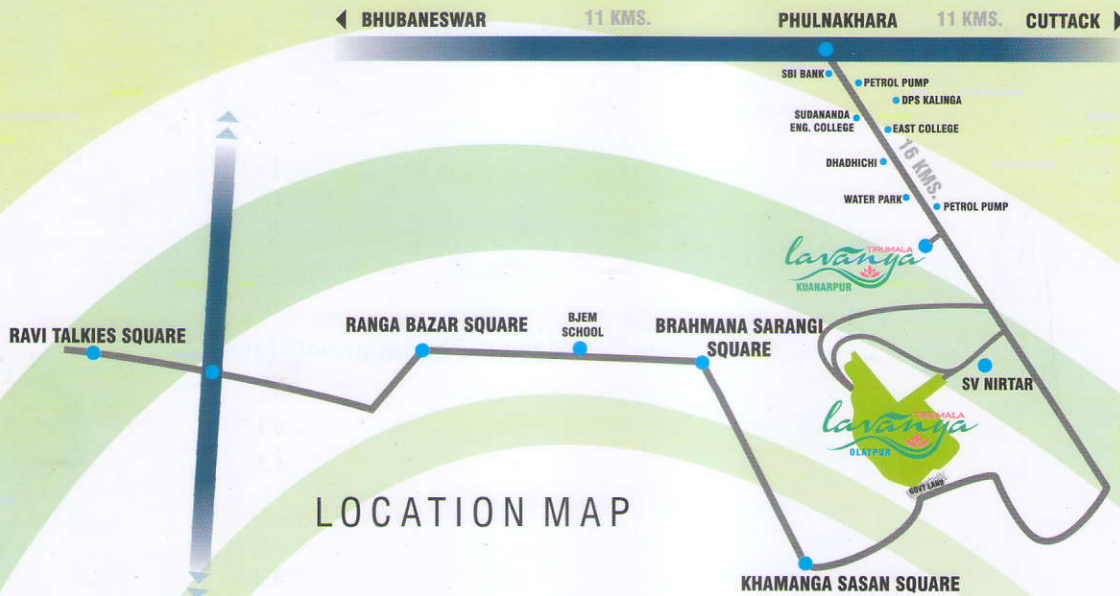 BHUBANESWAR 11 KMS. PHULNAKHARA 11 KMS. CUTTACK
SBI BANK
PETROL PUMP
DPS KALINGA
SUDANANDA
ENG. COLLEGE
EAST COLLEGE
16 KMS.
DHADHICHI
WATER PARK
PETROL PUMP
TIRUMALA
lavanya
KUANARPUR
RAVI TALKIES SQUARE
RANGA BAZAR SQUARE
BJEM
SCHOOL
BRAHMANA SARANGI
SQUARE
SV NIRTAR
TIRUMALA
lavanya
OLATPUR
GOVT LAND
LOCATION MAP
KHAMANGA SASAN SQUARE